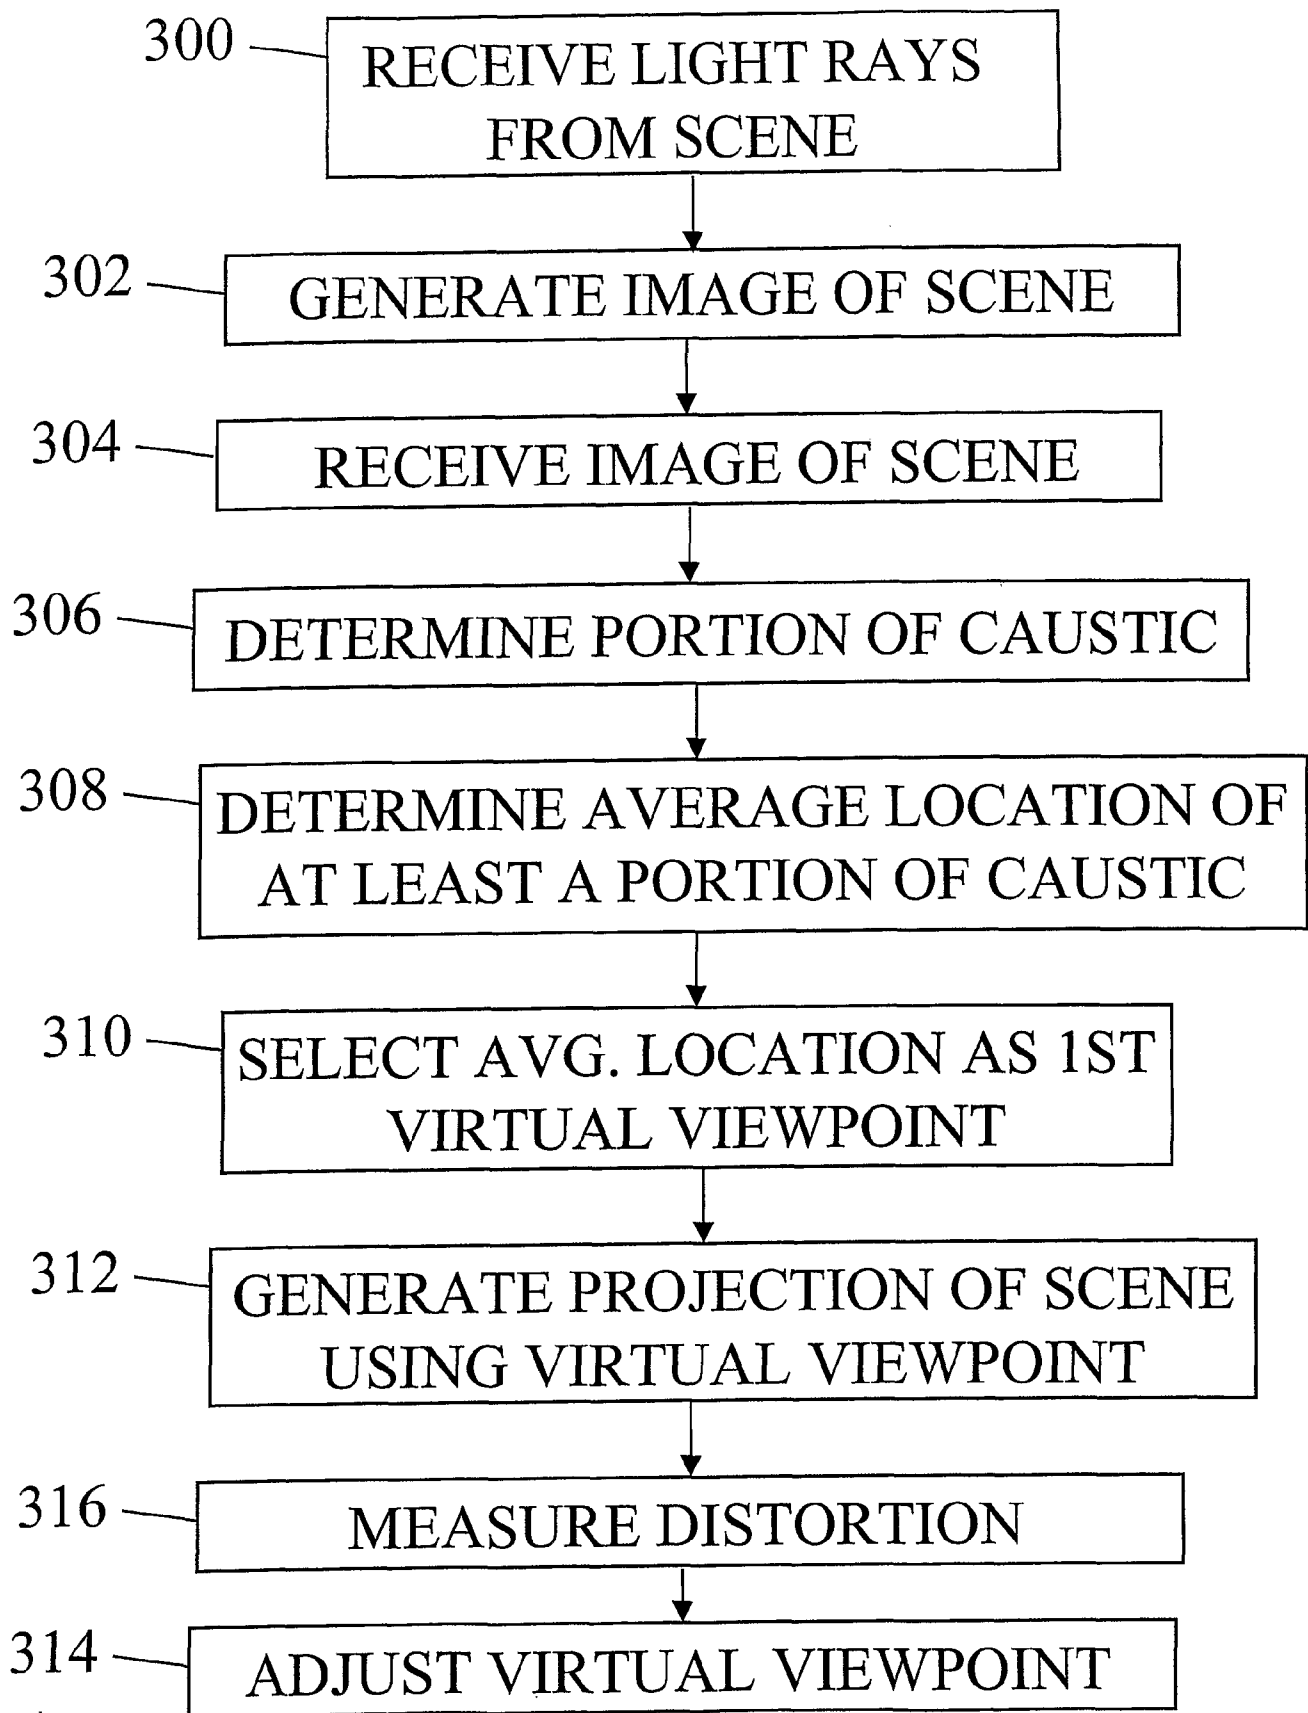 300
RECEIVE LIGHT RAYS
FROM SCENE
302
GENERATE IMAGE OF SCENE
304
RECEIVE IMAGE OF SCENE
306
DETERMINE PORTION OF CAUSTIC
308
DETERMINE AVERAGE LOCATION OF
AT LEAST A PORTION OF CAUSTIC
310
SELECT AVG. LOCATION AS 1ST
VIRTUAL VIEWPOINT
312
GENERATE PROJECTION OF SCENE
USING VIRTUAL VIEWPOINT
316
MEASURE DISTORTION
314
ADJUST VIRTUAL VIEWPOINT